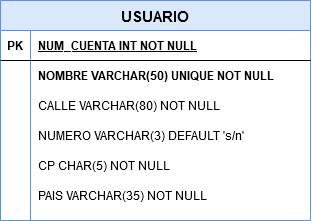 USUARIO
PK NUM_CUENTA INT NOT NULL
NOMBRE VARCHAR(50) UNIQUE NOT NULL
CALLE VARCHAR(80) NOT NULL
NUMERO VARCHAR(3) DEFAULT 's/n'
CP CHAR(5) NOT NULL
PAIS VARCHAR(35) NOT NULL